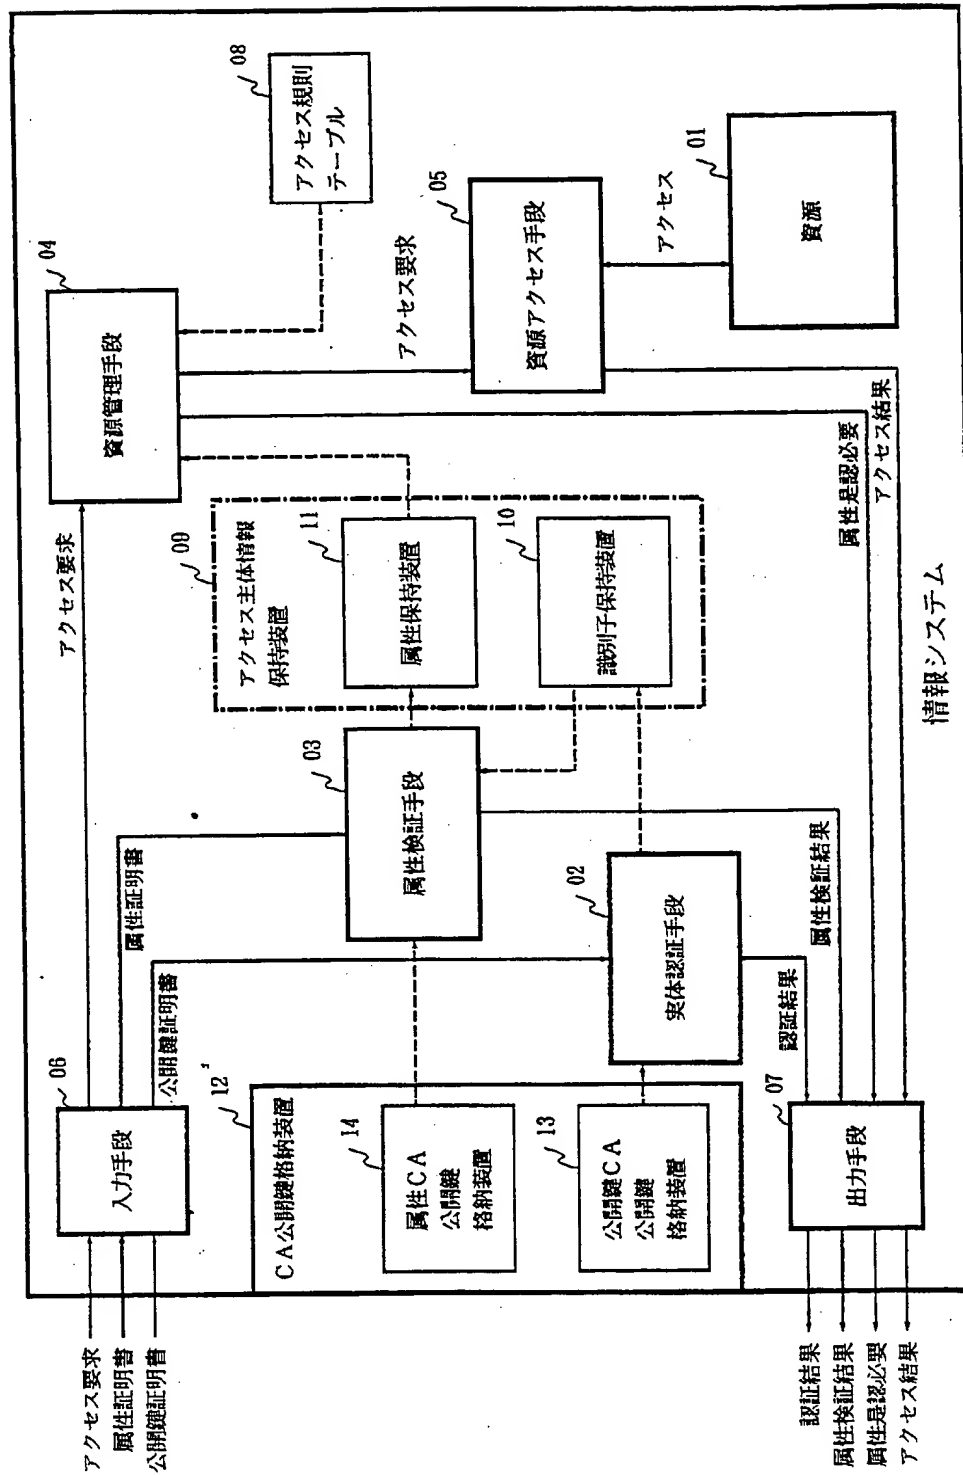 アクセス要求
属性証明書
公開鍵証明書
06
入力手段
アクセス要求
属性証明書
公開鍵証明書
04
資源管理手段
08
アクセス規則
テーブル
アクセス要求
05
資源アクセス手段
アクセス
01
資源
09
アクセス主体情報
保持装置
11
属性保持装置
10
識別子保持装置
03
属性検証手段
02
実体認証手段
12
CA公開鍵格納装置
14
属性CA
公開鍵
格納装置
13
公開鍵CA
公開鍵
格納装置
認証結果
属性検証結果
属性是認必要
アクセス結果
07
出力手段
認証結果
属性検証結果
属性是認必要
アクセス結果
情報システム